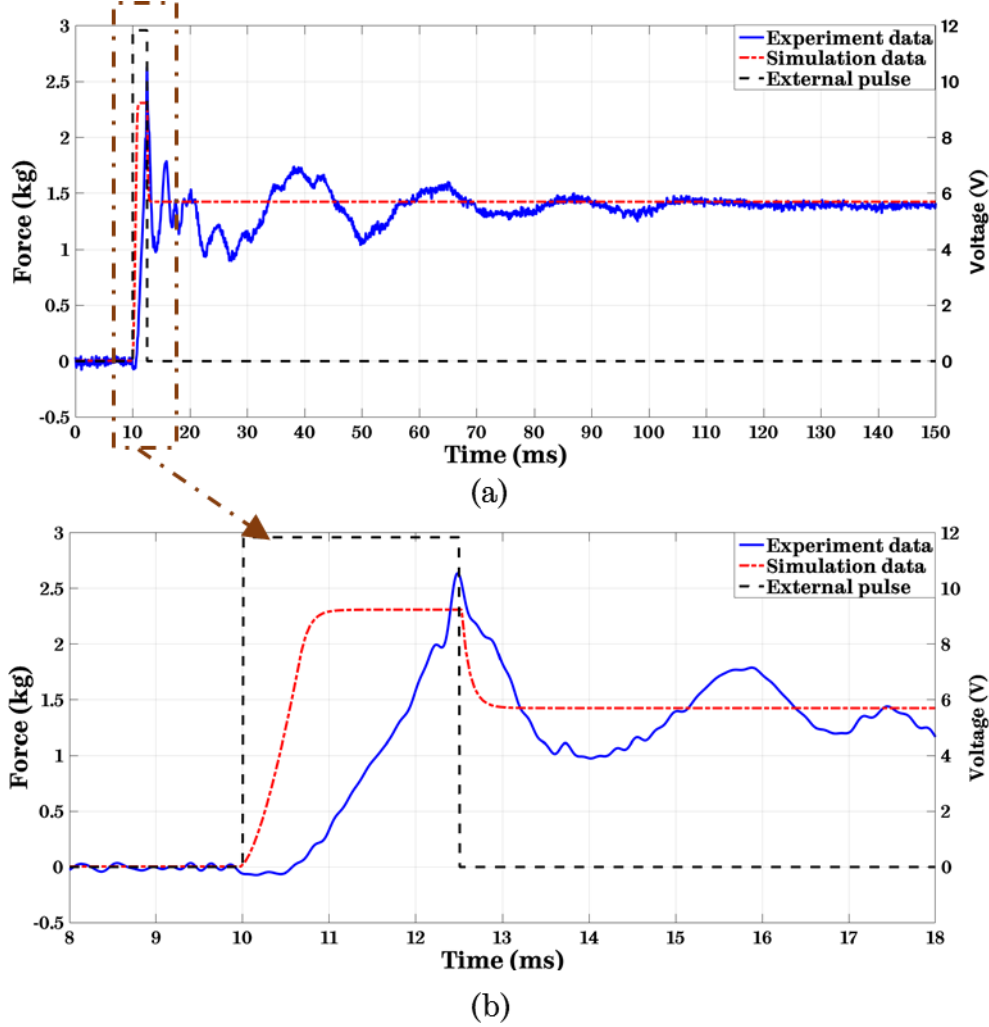 3
2.5
2
1.5
1
0.5
0
-0.5
Force (kg)
12
10
8
6
4
2
0
Voltage (V)
Experiment data
Simulation data
External pulse
0 10 20 30 40 50 60 70 80 90 100 110 120 130 140 150
Time (ms)
(a)
3
2.5
2
1.5
1
0.5
0
-0.5
Force (kg)
12
10
8
6
4
2
0
Voltage (V)
Experiment data
Simulation data
External pulse
8 9 10 11 12 13 14 15 16 17 18
Time (ms)
(b)